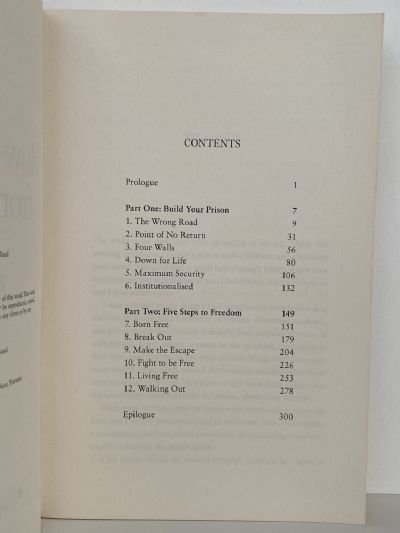 CONTENTS
Prologue 1
Part One: Build Your Prison 7
1. The Wrong Road 9
2. Point of No Return 31
3. Four Walls 56
4. Down for Life 80
5. Maximum Security 106
6. Institutionalised 132
Part Two: Five Steps to Freedom 149
7. Born Free 151
8. Break Out 179
9. Make the Escape 204
10. Fight to be Free 226
11. Living Free 253
12. Walking Out 278
Epilogue 300